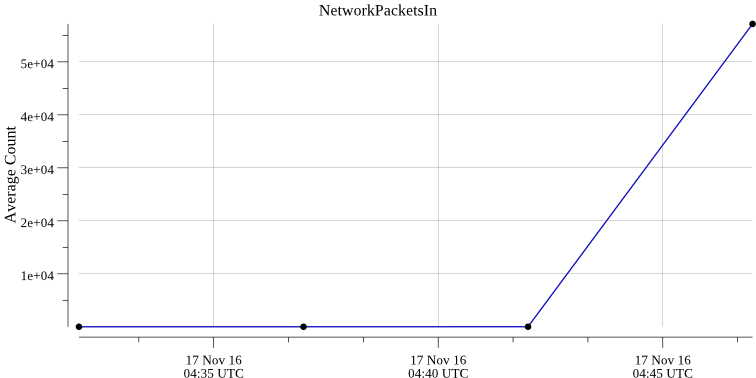 NetworkPacketsIn
Average Count
5e+04
4e+04
3e+04
2e+04
1e+04
17 Nov 16
04:35 UTC
17 Nov 16
04:40 UTC
17 Nov 16
04:45 UTC